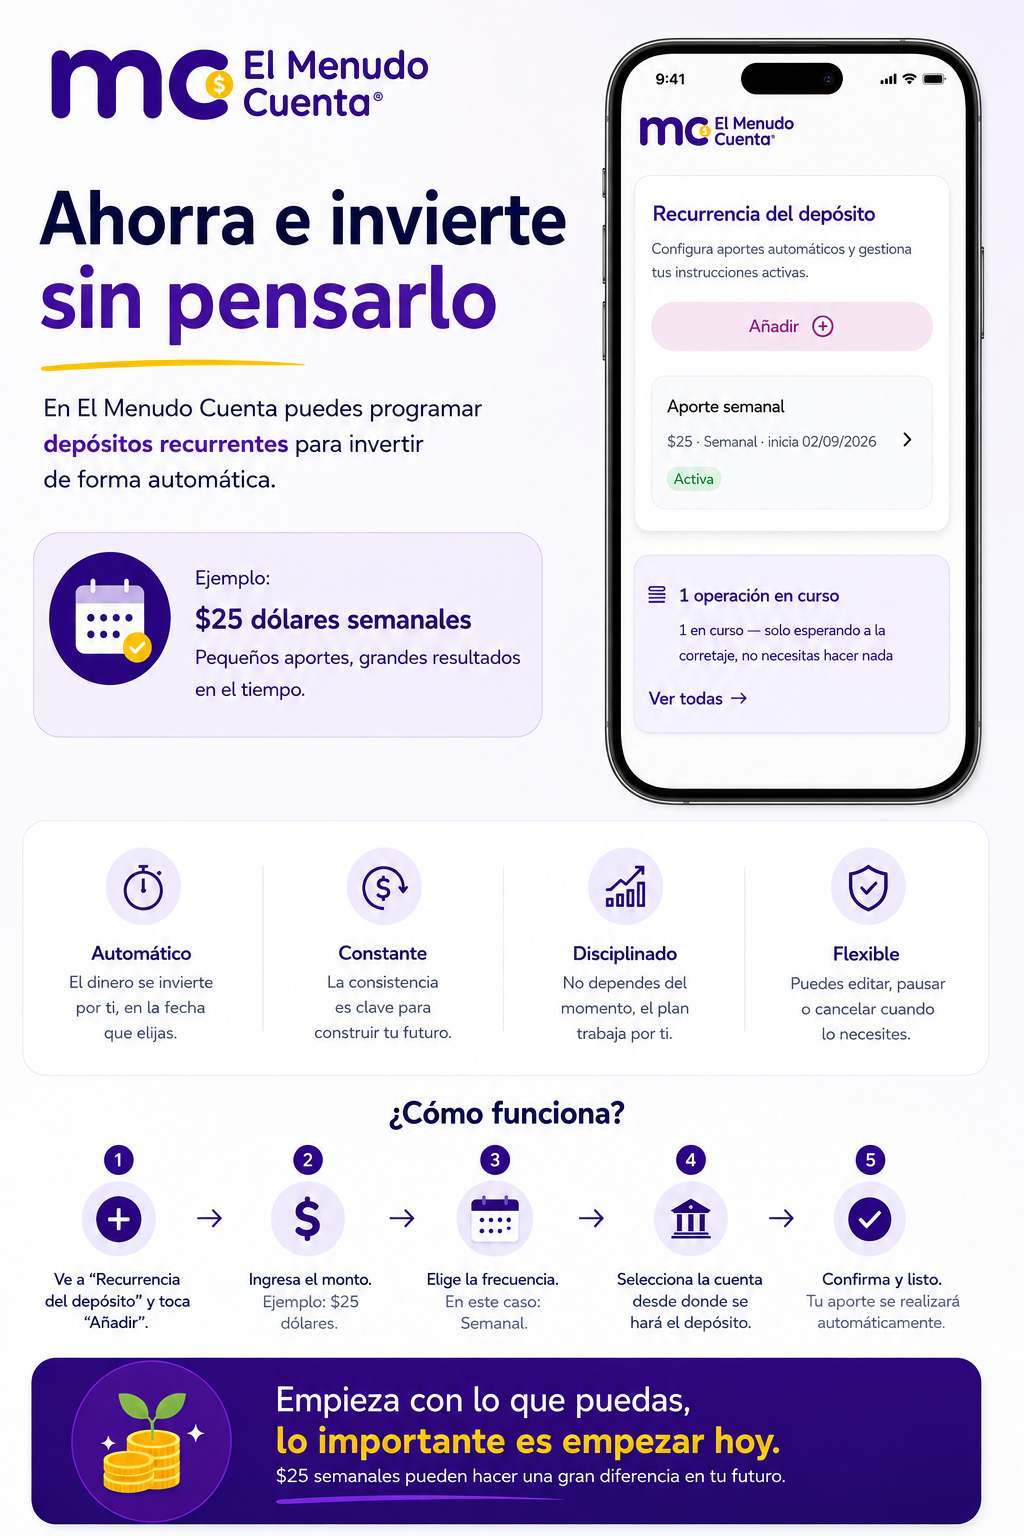 mc El Menudo
Cuenta®
Ahorra e invierte
sin pensarlo
En El Menudo Cuenta puedes programar
depósitos recurrentes para invertir
de forma automática.
Ejemplo:
$25 dólares semanales
Pequeños aportes, grandes resultados
en el tiempo.
9:41
mc El Menudo
Cuenta®
Recurrencia del depósito
Configura aportes automáticos y gestiona
tus instrucciones activas.
Añadir
Aporte semanal
$25 · Semanal · inicia 02/09/2026
Activa
1 operación en curso
1 en curso — solo esperando a la
corretaje, no necesitas hacer nada
Ver todas →
Automático
El dinero se invierte
por ti, en la fecha
que elijas.
Constante
La consistencia
es clave para
construir tu futuro.
Disciplinado
No dependes del
momento, el plan
trabaja por ti.
Flexible
Puedes editar, pausar
o cancelar cuando
lo necesites.
¿Cómo funciona?
1
Ve a “Recurrencia
del depósito” y toca
“Añadir”.
2
Ingresa el monto.
Ejemplo: $25
dólares.
3
Elige la frecuencia.
En este caso:
Semanal.
4
Selecciona la cuenta
desde donde se
hará el depósito.
5
Confirma y listo.
Tu aporte se realizará
automáticamente.
Empieza con lo que puedas,
lo importante es empezar hoy.
$25 semanales pueden hacer una gran diferencia en tu futuro.